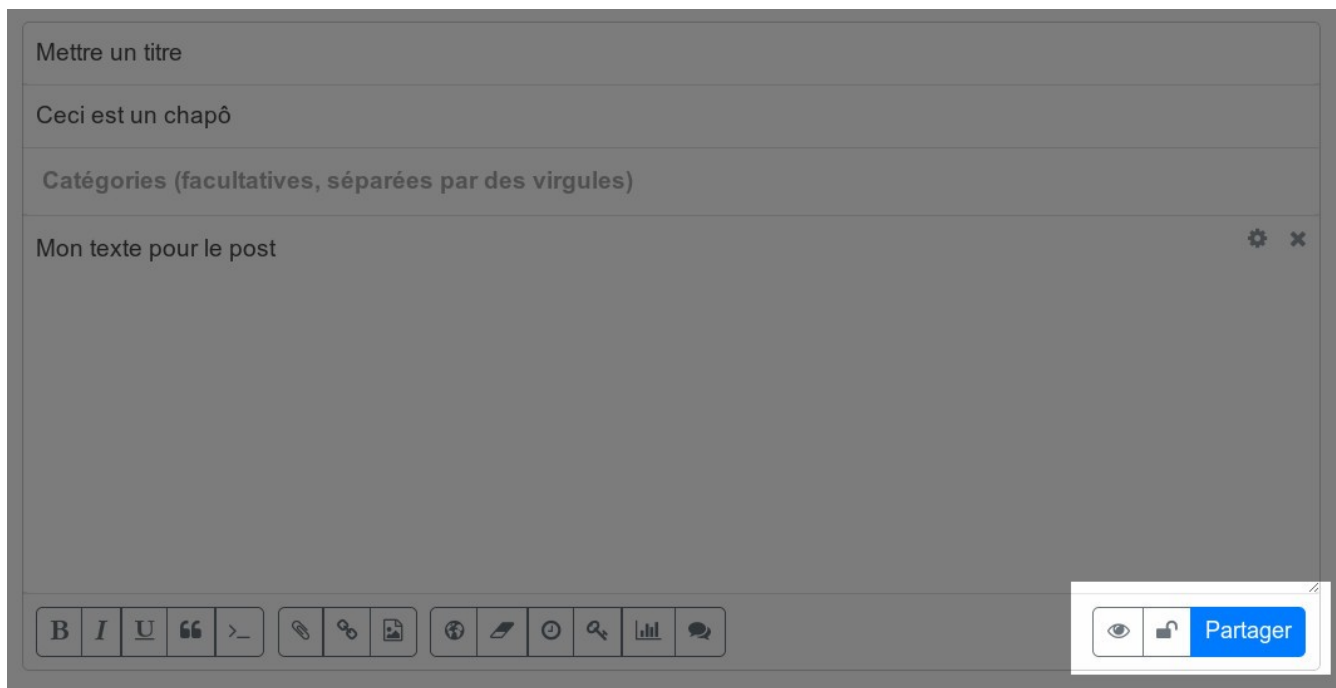 Mettre un titre
Ceci est un chapô
Catégories (facultatives, séparées par des virgules)
Mon texte pour le post
B I U
Partager